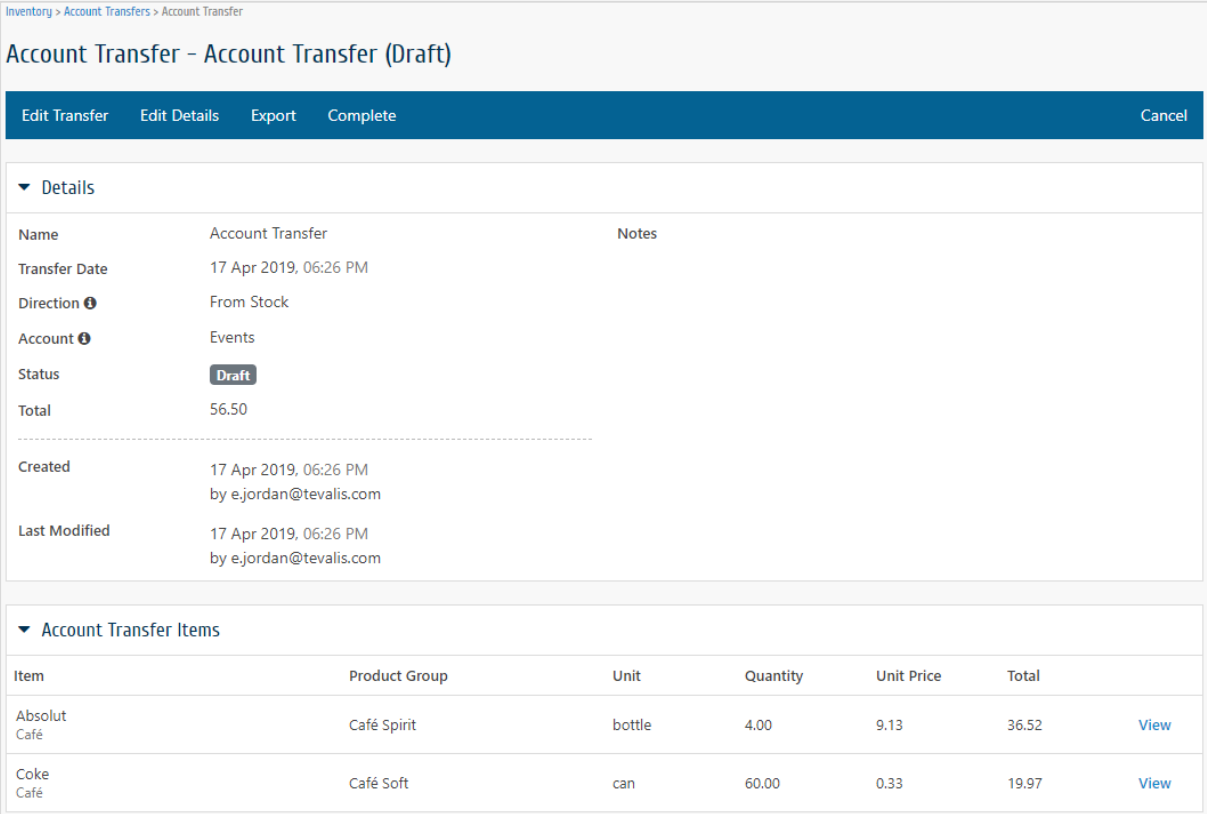 Inventory > Account Transfers > Account Transfer
Account Transfer - Account Transfer (Draft)
Edit Transfer Edit Details Export Complete Cancel
Details
Name Account Transfer Notes
Transfer Date 17 Apr 2019, 06:26 PM
Direction From Stock
Account Events
Status Draft
Total 56.50
Created 17 Apr 2019, 06:26 PM
by e.jordan@tevalis.com
Last Modified 17 Apr 2019, 06:26 PM
by e.jordan@tevalis.com
Account Transfer Items
Item Product Group Unit Quantity Unit Price Total
Absolut
Café Café Spirit bottle 4.00 9.13 36.52 View
Coke
Café Café Soft can 60.00 0.33 19.97 View